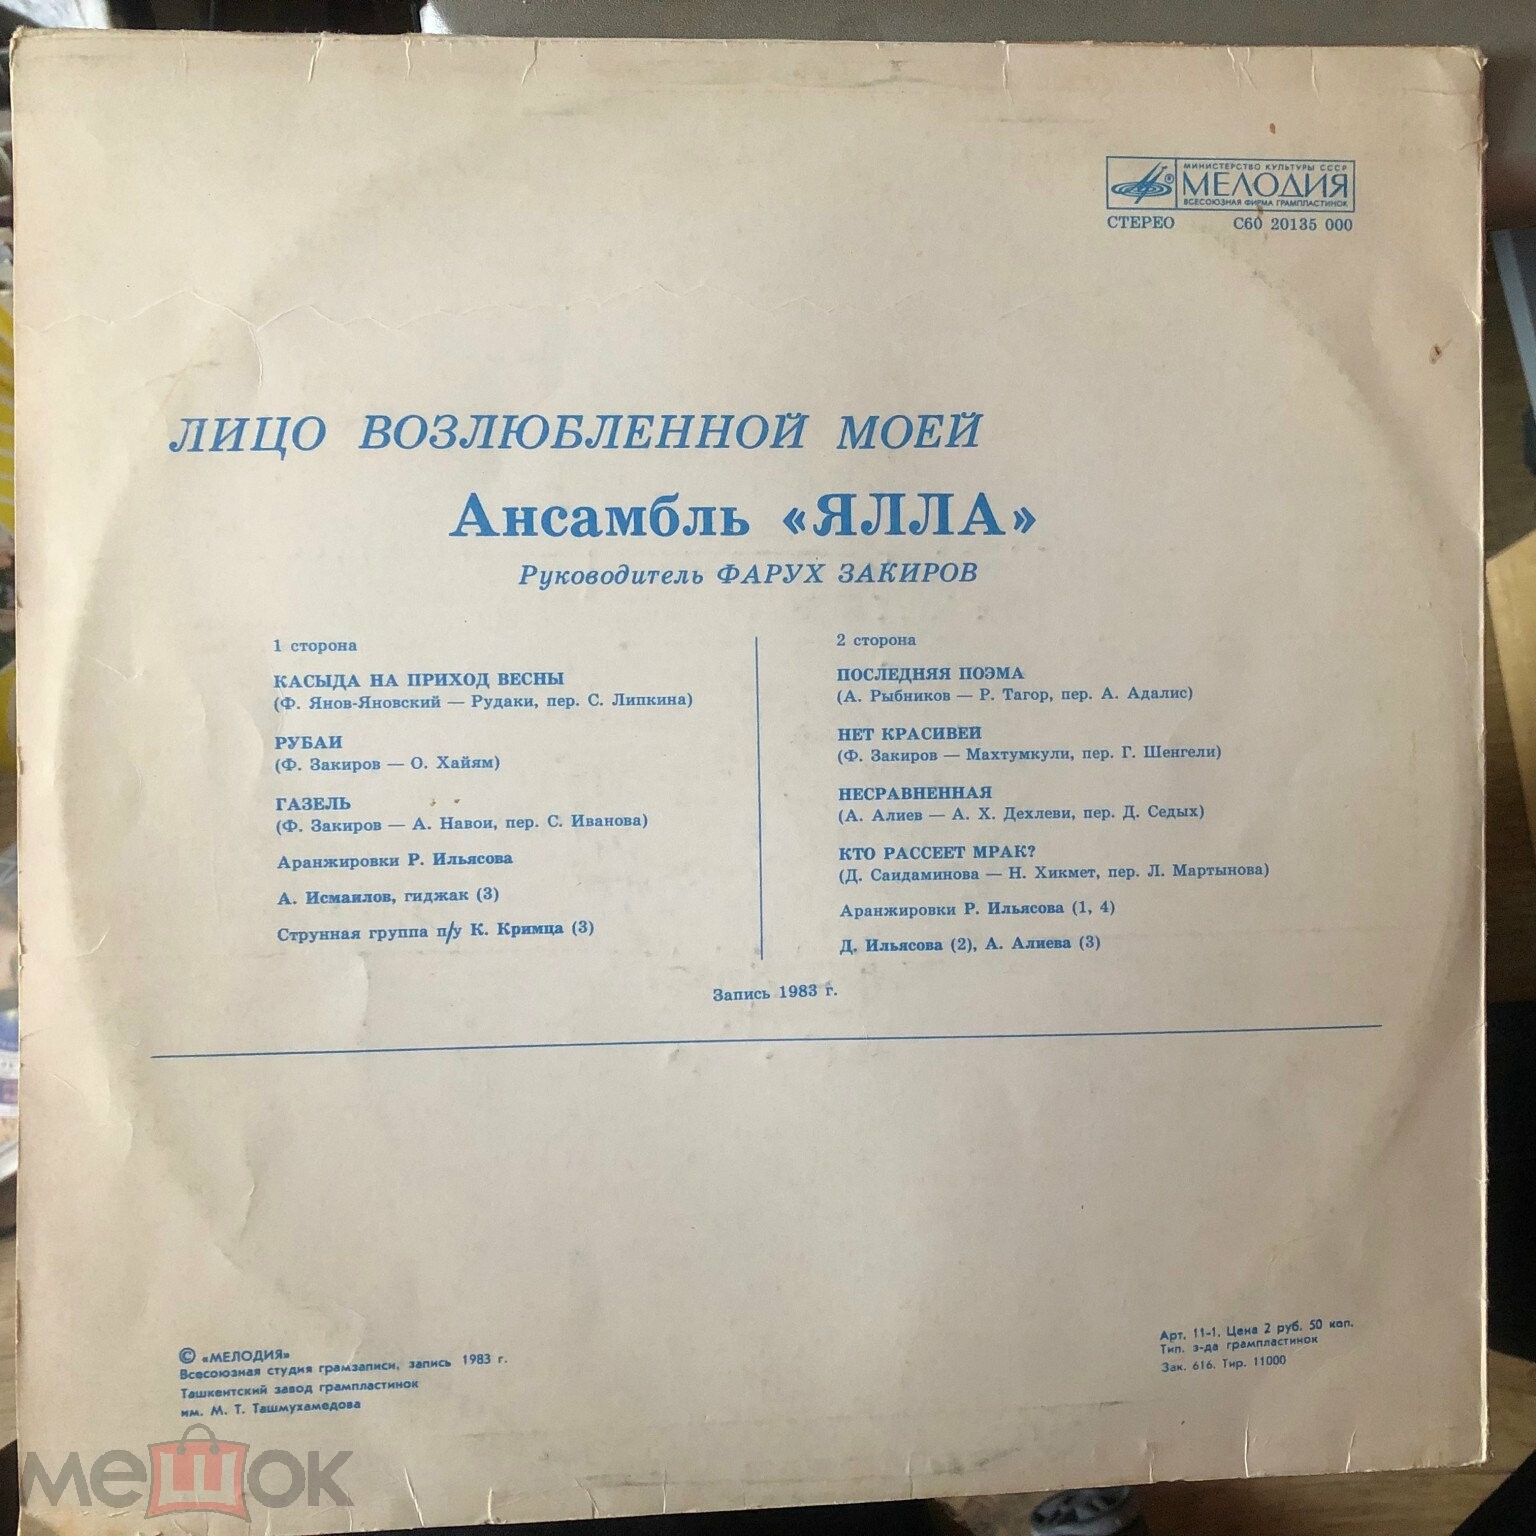 МИНИСТЕРСТВО КУЛЬТУРЫ СССР
МЕЛОДИЯ
ВСЕСОЮЗНАЯ ФИРМА ГРАМПЛАСТИНОК
СТЕРЕО С60 20135 000
ЛИЦО ВОЗЛЮБЛЕННОЙ МОЕЙ
Ансамбль «ЯЛЛА»
Руководитель ФАРУХ ЗАКИРОВ
1 сторона
КАСЫДА НА ПРИХОД ВЕСНЫ
(Ф. Янов-Яновский — Рудаки, пер. С. Липкина)
РУБАИ
(Ф. Закиров — О. Хайям)
ГАЗЕЛЬ
(Ф. Закиров — А. Навои, пер. С. Иванова)
Аранжировки Р. Ильясова
А. Исмаилов, гиджак (3)
Струнная группа п/у К. Кримца (3)
2 сторона
ПОСЛЕДНЯЯ ПОЭМА
(А. Рыбников — Р. Тагор, пер. А. Адалис)
НЕТ КРАСИВЕЙ
(Ф. Закиров — Махтумкули, пер. Г. Шенгели)
НЕСРАВНЕННАЯ
(А. Алиев — А. Х. Дехлеви, пер. Д. Седых)
КТО РАССЕЕТ МРАК?
(Д. Саидаминова — Н. Хикмет, пер. Л. Мартынова)
Аранжировки Р. Ильясова (1, 4)
Д. Ильясова (2), А. Алиева (3)
Запись 1983 г.
© «МЕЛОДИЯ»
Всесоюзная студия грамзаписи, запись 1983 г.
Ташкентский завод грампластинок
им. М. Т. Ташмухамедова
Арт. 11-1. Цена 2 руб. 50 коп.
Тип. з-да грампластинок
Зак. 616. Тир. 11000
мешок